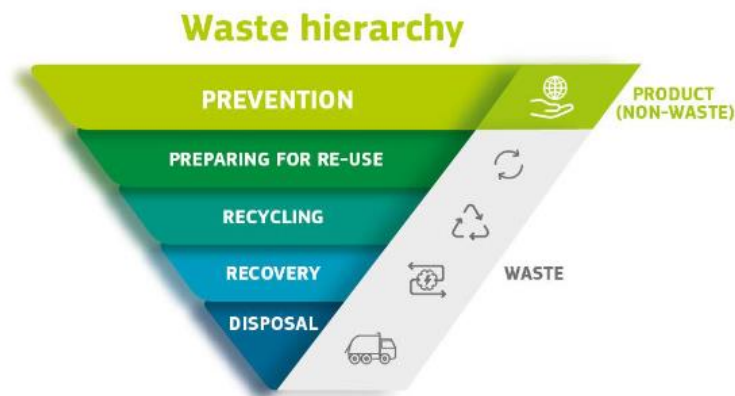 Waste hierarchy
PREVENTION
PRODUCT
(NON-WASTE)
PREPARING FOR RE-USE
RECYCLING
RECOVERY
WASTE
DISPOSAL